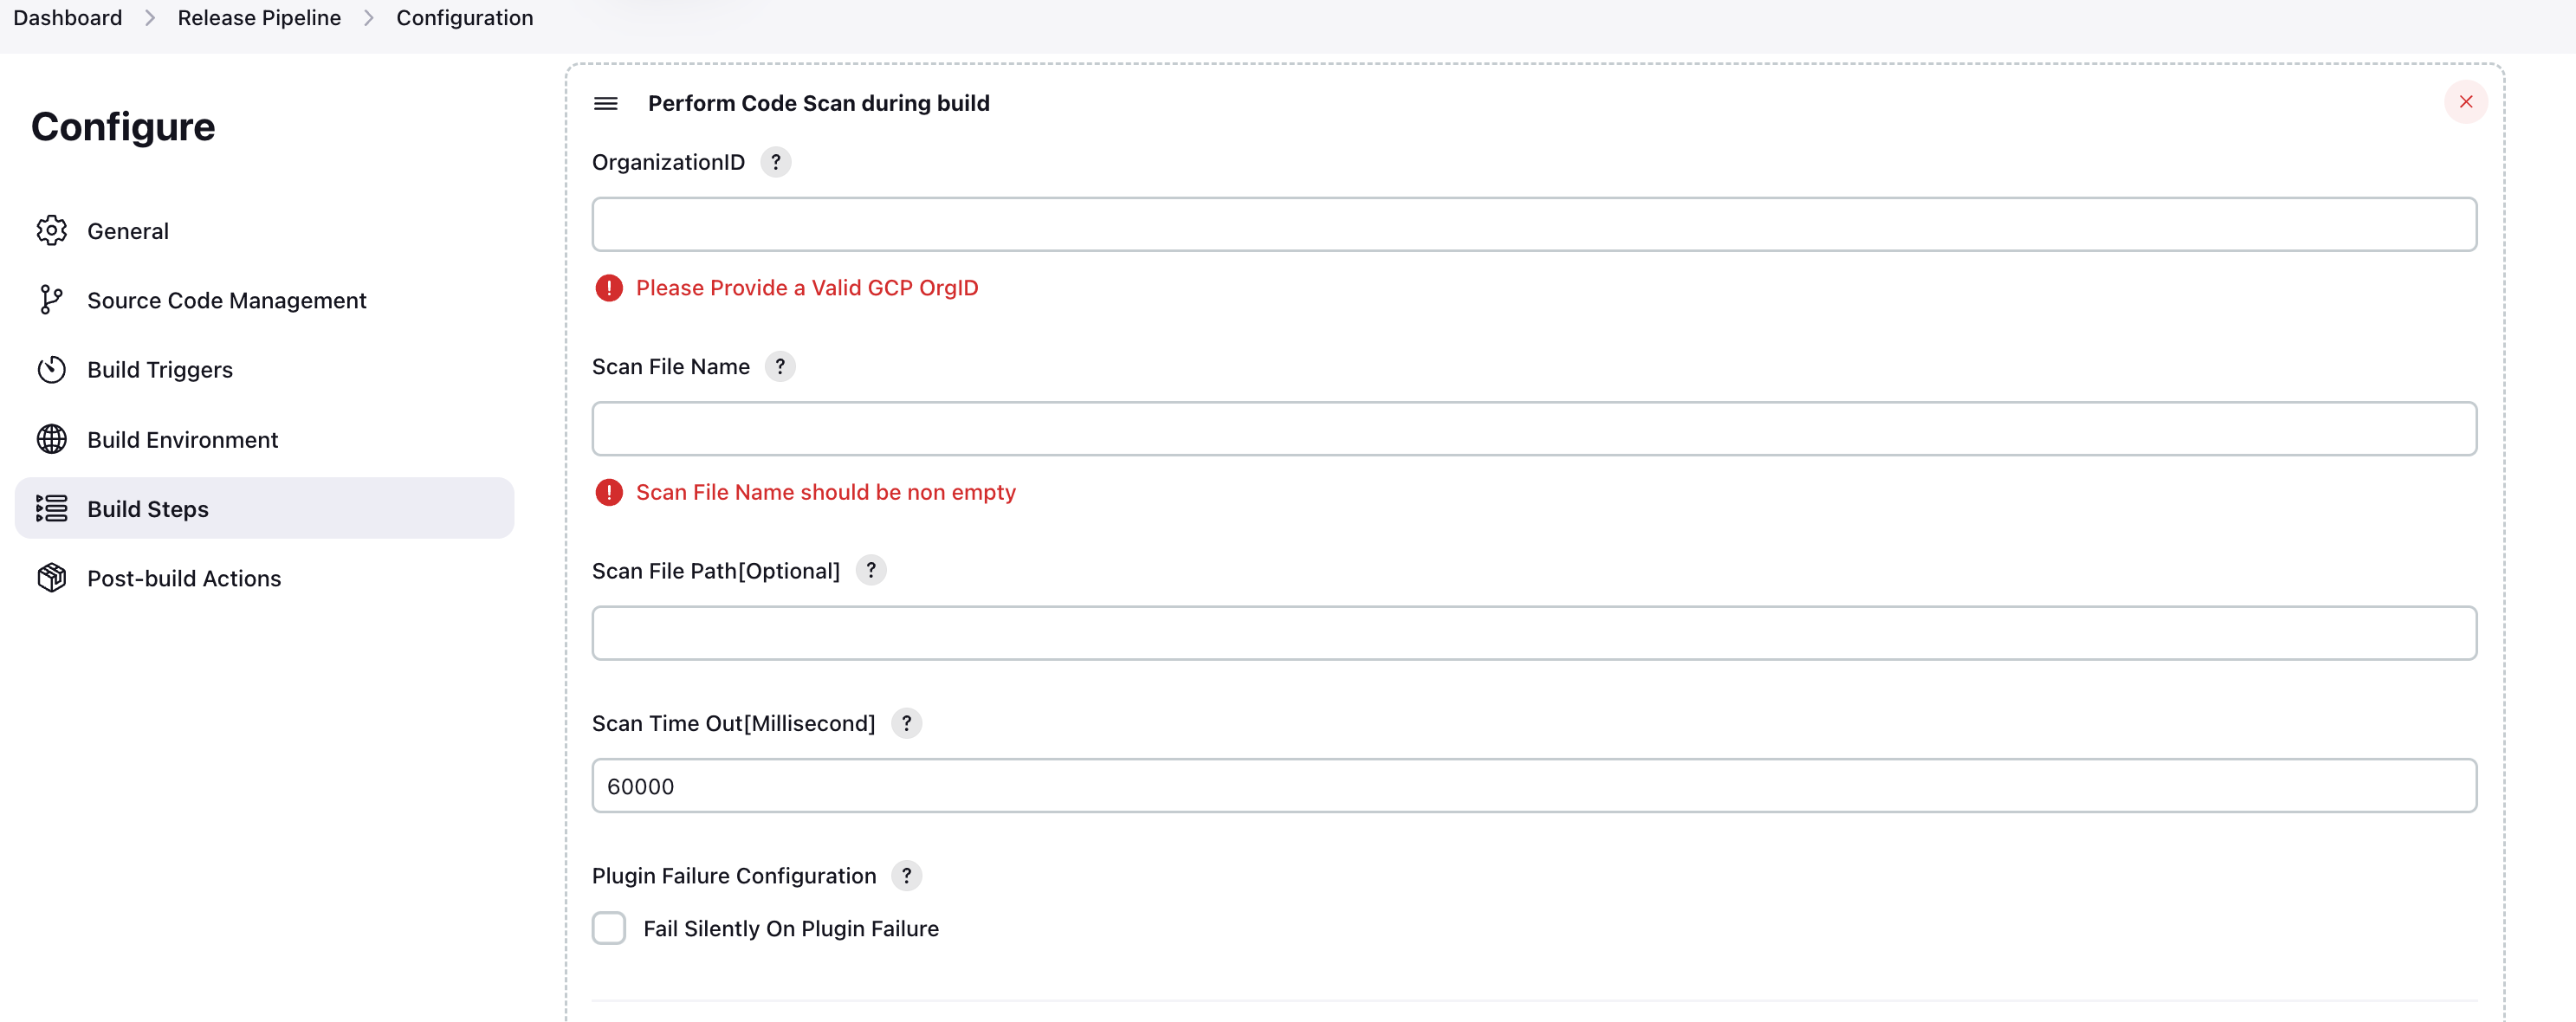 Dashboard > Release Pipeline > Configuration
Configure
General
Source Code Management
Build Triggers
Build Environment
Build Steps
Post-build Actions
Perform Code Scan during build
OrganizationID ?
! Please Provide a Valid GCP OrgID
Scan File Name ?
! Scan File Name should be non empty
Scan File Path[Optional] ?
Scan Time Out[Millisecond] ?
60000
Plugin Failure Configuration ?
Fail Silently On Plugin Failure